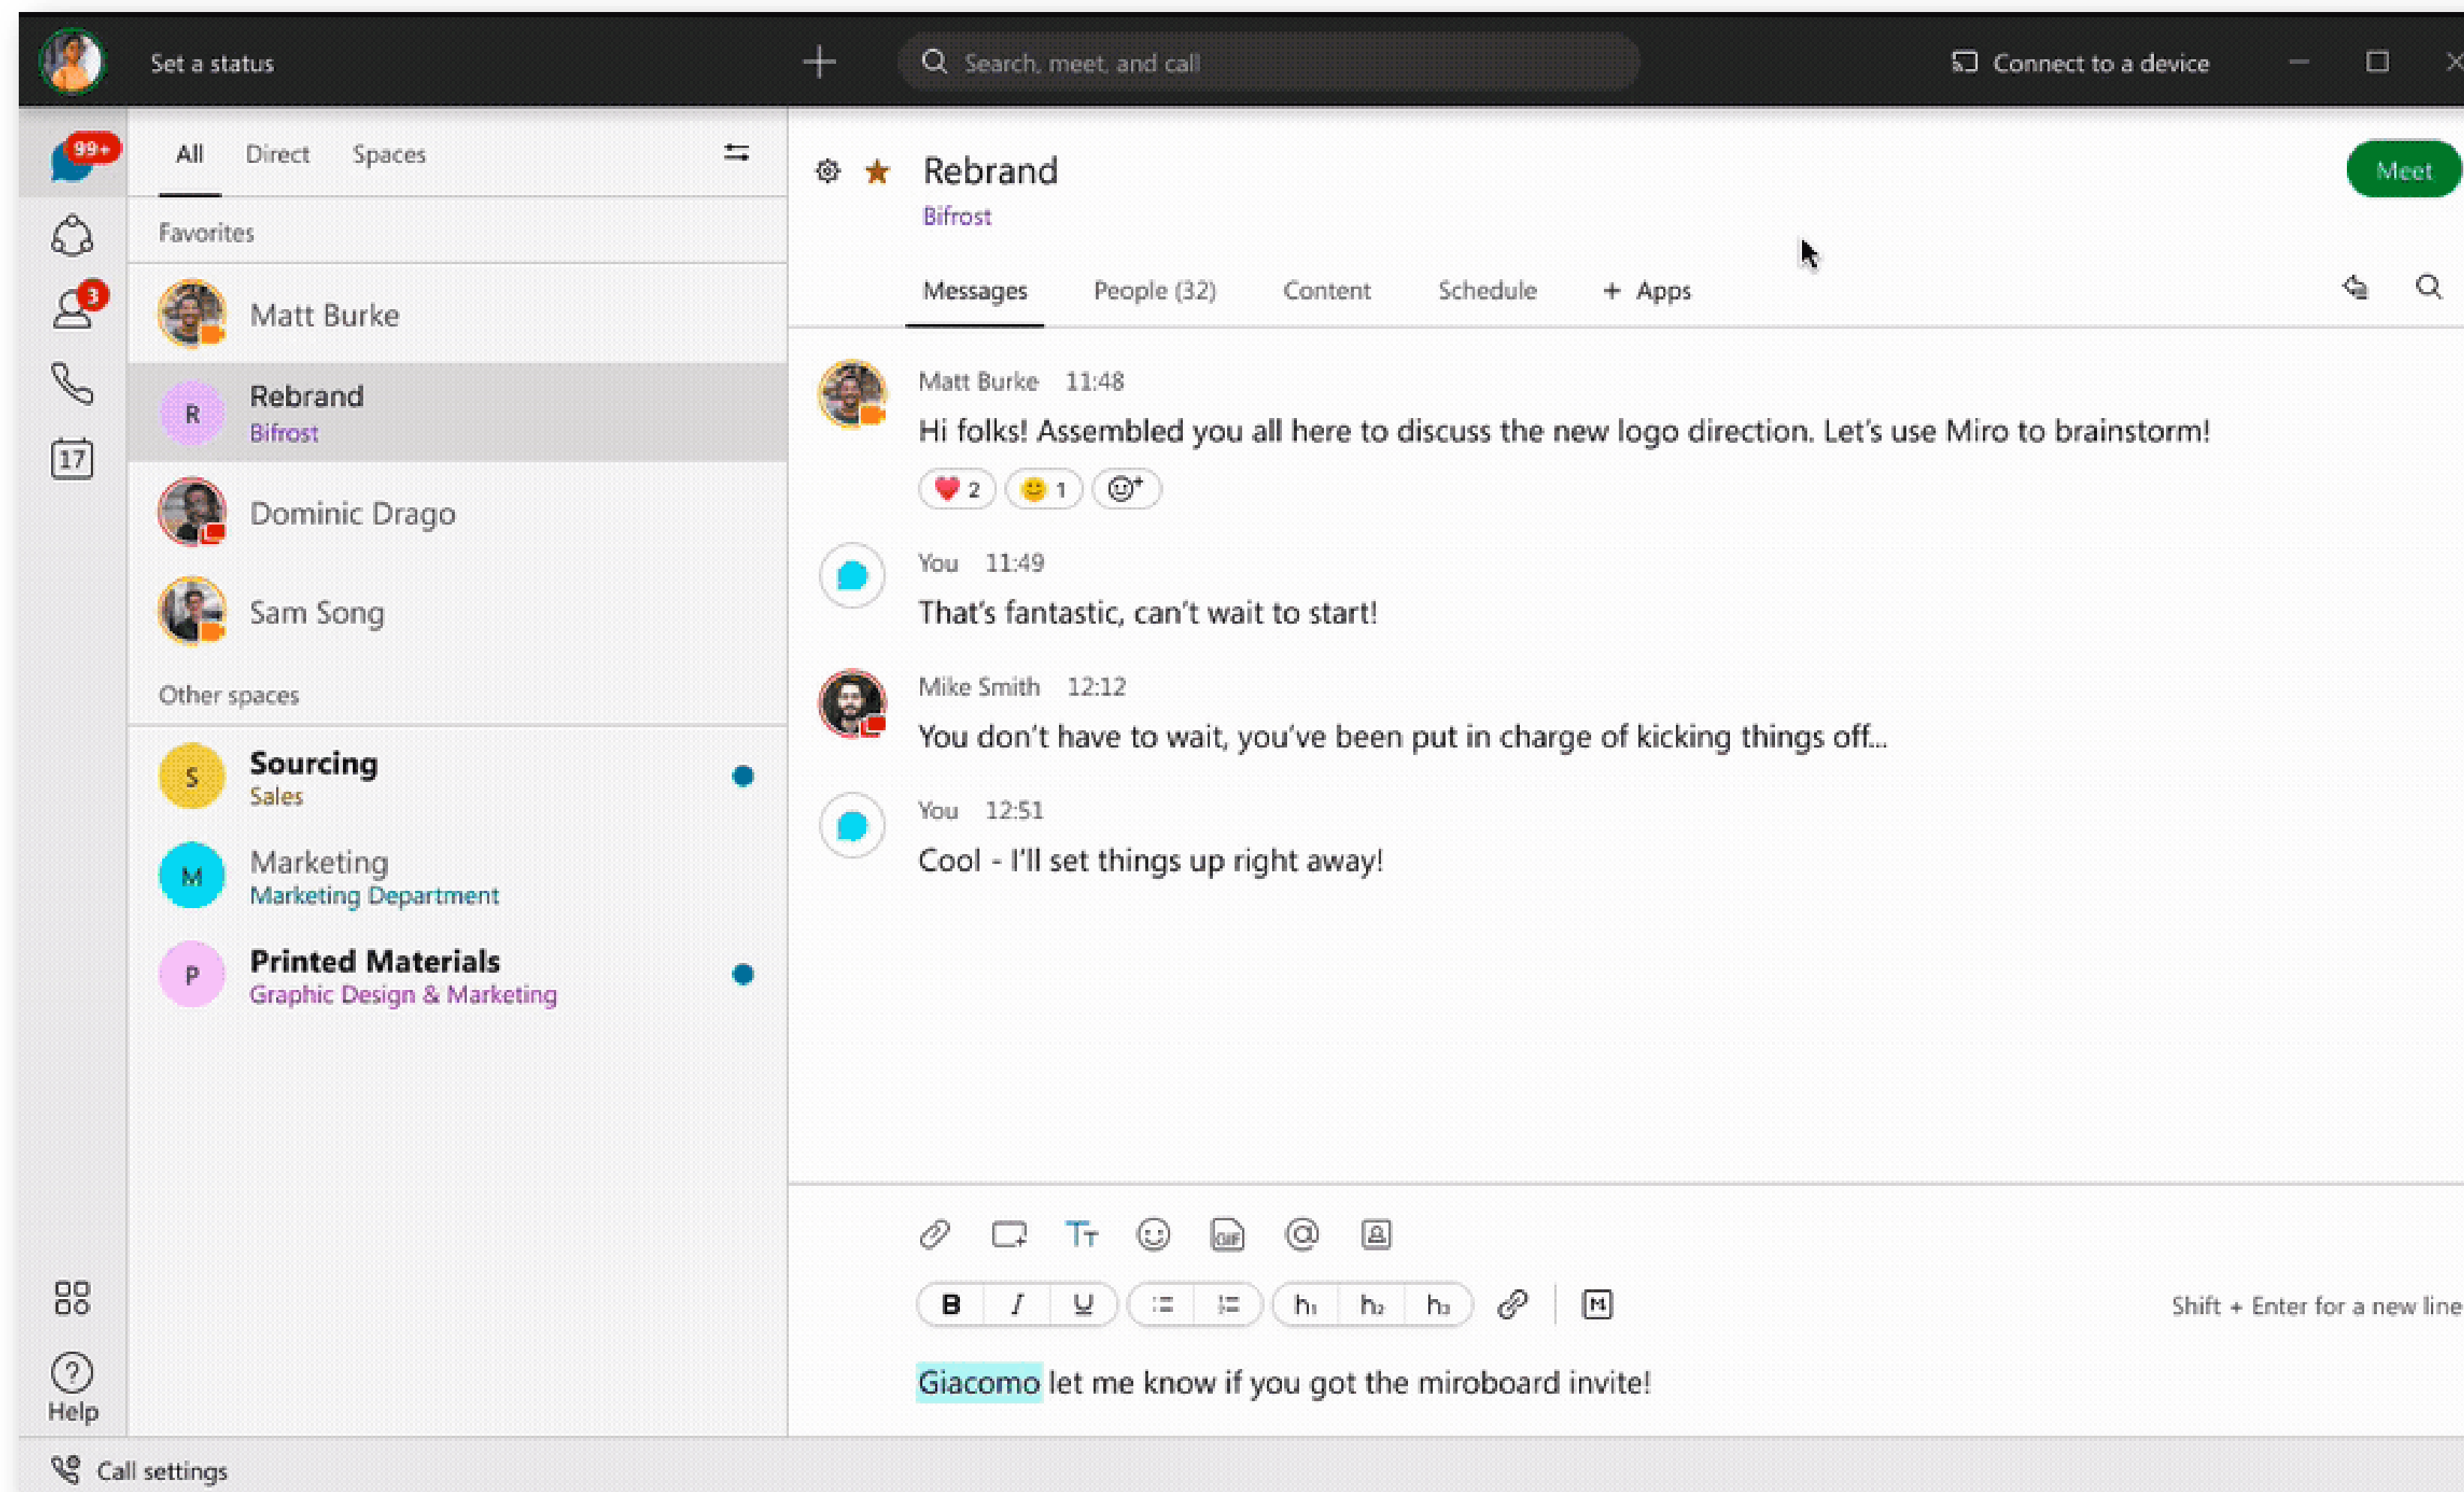 Set a status
Search, meet, and call
Connect to a device
99+
3
17
All Direct Spaces
Favorites
Matt Burke
R
Rebrand
Bifrost
Dominic Drago
Sam Song
Other spaces
S
Sourcing
Sales
M
Marketing
Marketing Department
P
Printed Materials
Graphic Design & Marketing
Help
Call settings
Rebrand
Bifrost
Meet
Messages People (32) Content Schedule + Apps
Matt Burke 11:48
Hi folks! Assembled you all here to discuss the new logo direction. Let's use Miro to brainstorm!
2 1
You 11:49
That's fantastic, can't wait to start!
Mike Smith 12:12
You don't have to wait, you've been put in charge of kicking things off...
You 12:51
Cool - I'll set things up right away!
TT GIF @
B I U h1 h2 h3 M
Shift + Enter for a new line
Giacomo let me know if you got the miroboard invite!